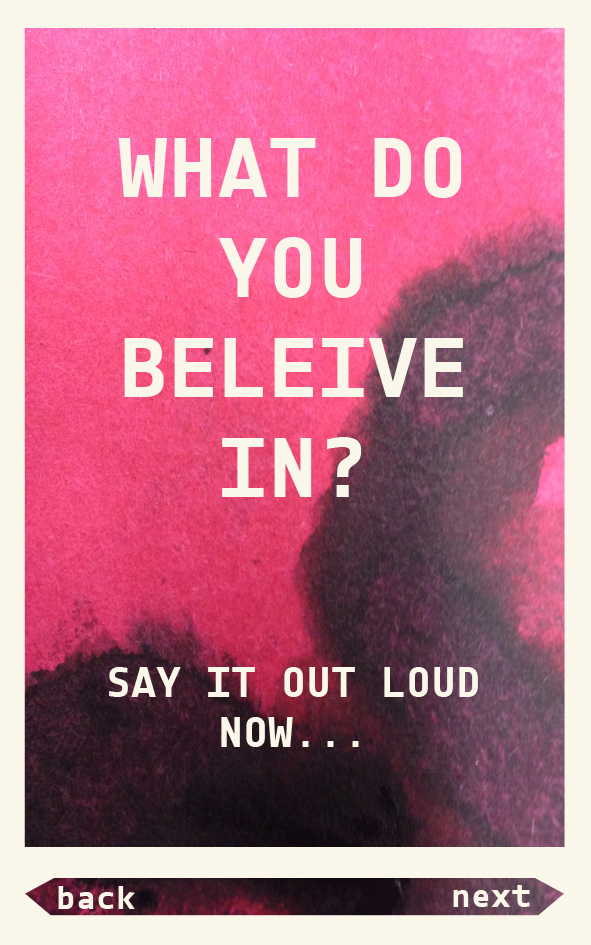 WHAT DO
YOU
BELEIVE
IN?
SAY IT OUT LOUD
NOW...
back
next